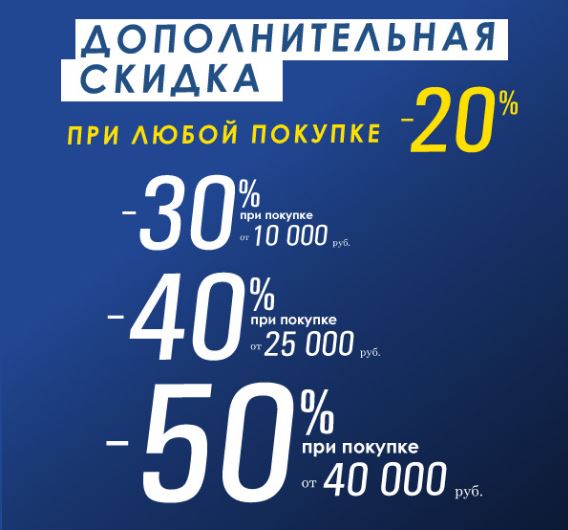 ДОПОЛНИТЕЛЬНАЯ
СКИДКА
ПРИ ЛЮБОЙ ПОКУПКЕ -20%
-30%
при покупке
от 10 000 руб.
-40%
при покупке
от 25 000 руб.
-50%
при покупке
от 40 000 руб.